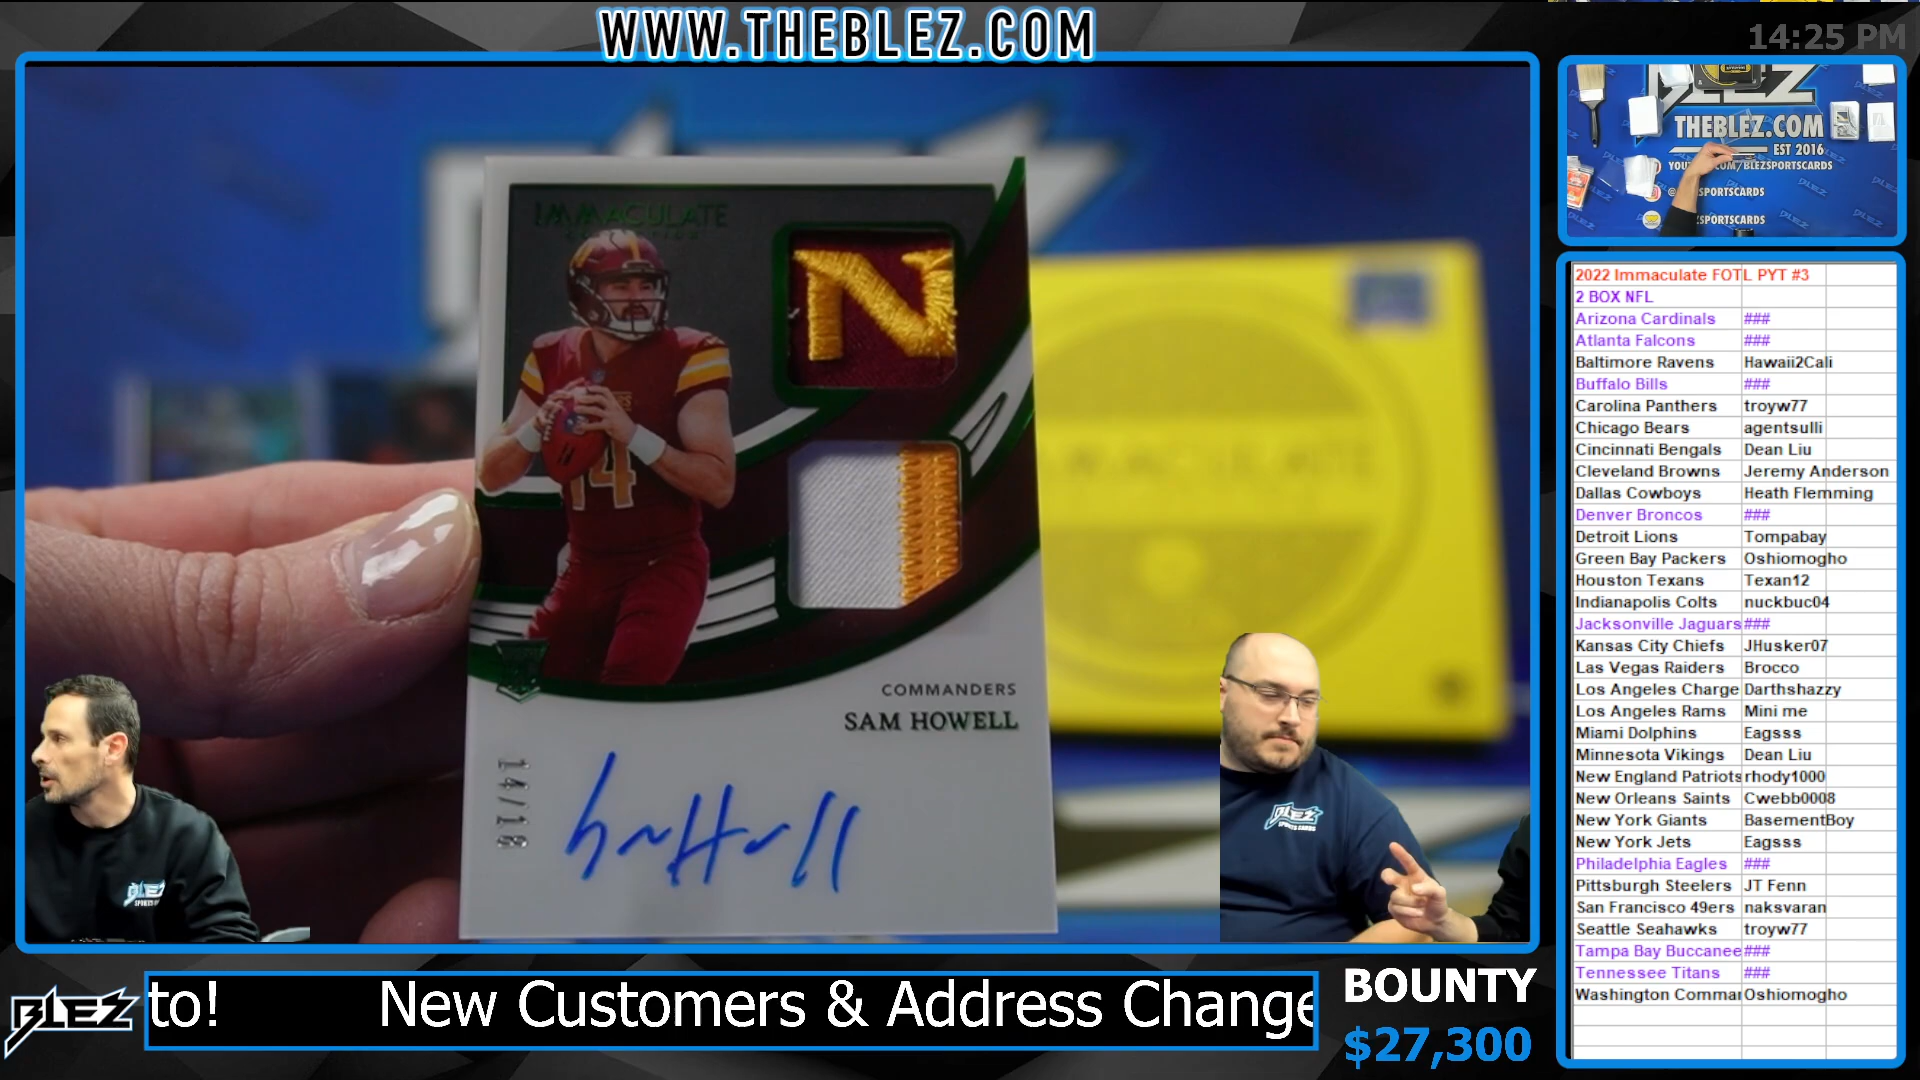 WWW.THEBLEZ.COM
14:25 PM
IMMACULATE
COLLECTION
N
14
COMMANDERS
SAM HOWELL
14/18
THEBLEZ.COM
EST 2016
SPORTSCARDS
SPORTSCARDS
2022 Immaculate FOTL PYT #3
2 BOX NFL
Arizona Cardinals ###
Atlanta Falcons ###
Baltimore Ravens Hawaii2Cali
Buffalo Bills ###
Carolina Panthers troyw77
Chicago Bears agentsulli
Cincinnati Bengals Dean Liu
Cleveland Browns Jeremy Anderson
Dallas Cowboys Heath Flemming
Denver Broncos ###
Detroit Lions Tompabay
Green Bay Packers Oshiomogho
Houston Texans Texan12
Indianapolis Colts nuckbuc04
Jacksonville Jaguars ###
Kansas City Chiefs JHusker07
Las Vegas Raiders Brocco
Los Angeles Charge Darthshazzy
Los Angeles Rams Mini me
Miami Dolphins Eagsss
Minnesota Vikings Dean Liu
New England Patriots rhody1000
New Orleans Saints Cwebb0008
New York Giants BasementBoy
New York Jets Eagsss
Philadelphia Eagles ###
Pittsburgh Steelers JT Fenn
San Francisco 49ers naksvaran
Seattle Seahawks troyw77
Tampa Bay Buccanee ###
Tennessee Titans ###
Washington Comma Oshiomogho
BLEZ
SPORTS CARDS
BLEZ
to! New Customers & Address Change
BOUNTY
$27,300